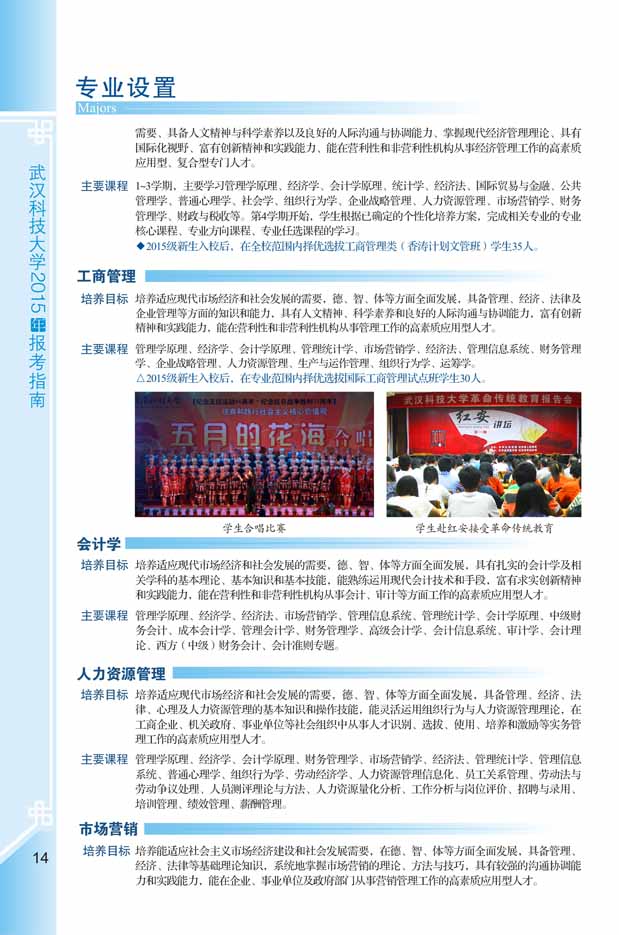 专业设置
Majors
需要、具备人文精神与科学素养以及良好的人际沟通与协调能力、掌握现代经济管理理论、具有
国际化视野、富有创新精神和实践能力、能在营利性和非营利性机构从事经济管理工作的高素质
应用型、复合型专门人才。
主要课程 1~3学期，主要学习管理学原理、经济学、会计学原理、统计学、经济法、国际贸易与金融、公共
管理学、普通心理学、社会学、组织行为学、企业战略管理、人力资源管理、市场营销学、财务
管理学、财政与税收等。第4学期开始，学生根据已确定的个性化培养方案，完成相关专业的专业
核心课程、专业方向课程、专业任选课程的学习。
◆2015级新生入校后，在全校范围内择优选拔工商管理类（香涛计划文管班）学生35人。
工商管理
培养目标 培养适应现代市场经济和社会发展的需要，德、智、体等方面全面发展，具备管理、经济、法律及
企业管理等方面的知识和能力，具有人文精神、科学素养和良好的人际沟通与协调能力，富有创新
精神和实践能力，能在营利性和非营利性机构从事管理工作的高素质应用型人才。
主要课程 管理学原理、经济学、会计学原理、管理统计学、市场营销学、经济法、管理信息系统、财务管理
学、企业战略管理、人力资源管理、生产与运作管理、组织行为学、运筹学。
△2015级新生入校后，在专业范围内择优选拔国际工商管理试点班学生30人。
五月的花海合唱
武汉科技大学革命传统教育报告会
红安
讲坛
学生合唱比赛
学生赴红安接受革命传统教育
会计学
培养目标 培养适应现代市场经济和社会发展的需要，德、智、体等方面全面发展，具有扎实的会计学及相
关学科的基本理论、基本知识和基本技能，能熟练运用现代会计技术和手段，富有求实创新精神
和实践能力，能在营利性和非营利性机构从事会计、审计等方面工作的高素质应用型人才。
主要课程 管理学原理、经济学、经济法、市场营销学、管理信息系统、管理统计学、会计学原理、中级财
务会计、成本会计学、管理会计学、财务管理学、高级会计学、会计信息系统、审计学、会计理
论、西方（中级）财务会计、会计准则专题。
人力资源管理
培养目标 培养适应现代市场经济和社会发展的需要，德、智、体等方面全面发展，具备管理、经济、法
律、心理及人力资源管理的基本知识和操作技能，能灵活运用组织行为与人力资源管理理论，在
工商企业、机关政府、事业单位等社会组织中从事人才识别、选拔、使用、培养和激励等实务管
理工作的高素质应用型人才。
主要课程 管理学原理、经济学、会计学原理、财务管理学、市场营销学、经济法、管理统计学、管理信息
系统、普通心理学、组织行为学、劳动经济学、人力资源管理信息化、员工关系管理、劳动法与
劳动争议处理、人员测评理论与方法、人力资源量化分析、工作分析与岗位评价、招聘与录用、
培训管理、绩效管理、薪酬管理。
市场营销
培养目标 培养能适应社会主义市场经济建设和社会发展需要，在德、智、体等方面全面发展，具备管理、
经济、法律等基础理论知识，系统地掌握市场营销的理论、方法与技巧，具有较强的沟通协调能
力和实践能力，能在企业、事业单位及政府部门从事营销管理工作的高素质应用型人才。
武汉科技大学2015年报考指南
14